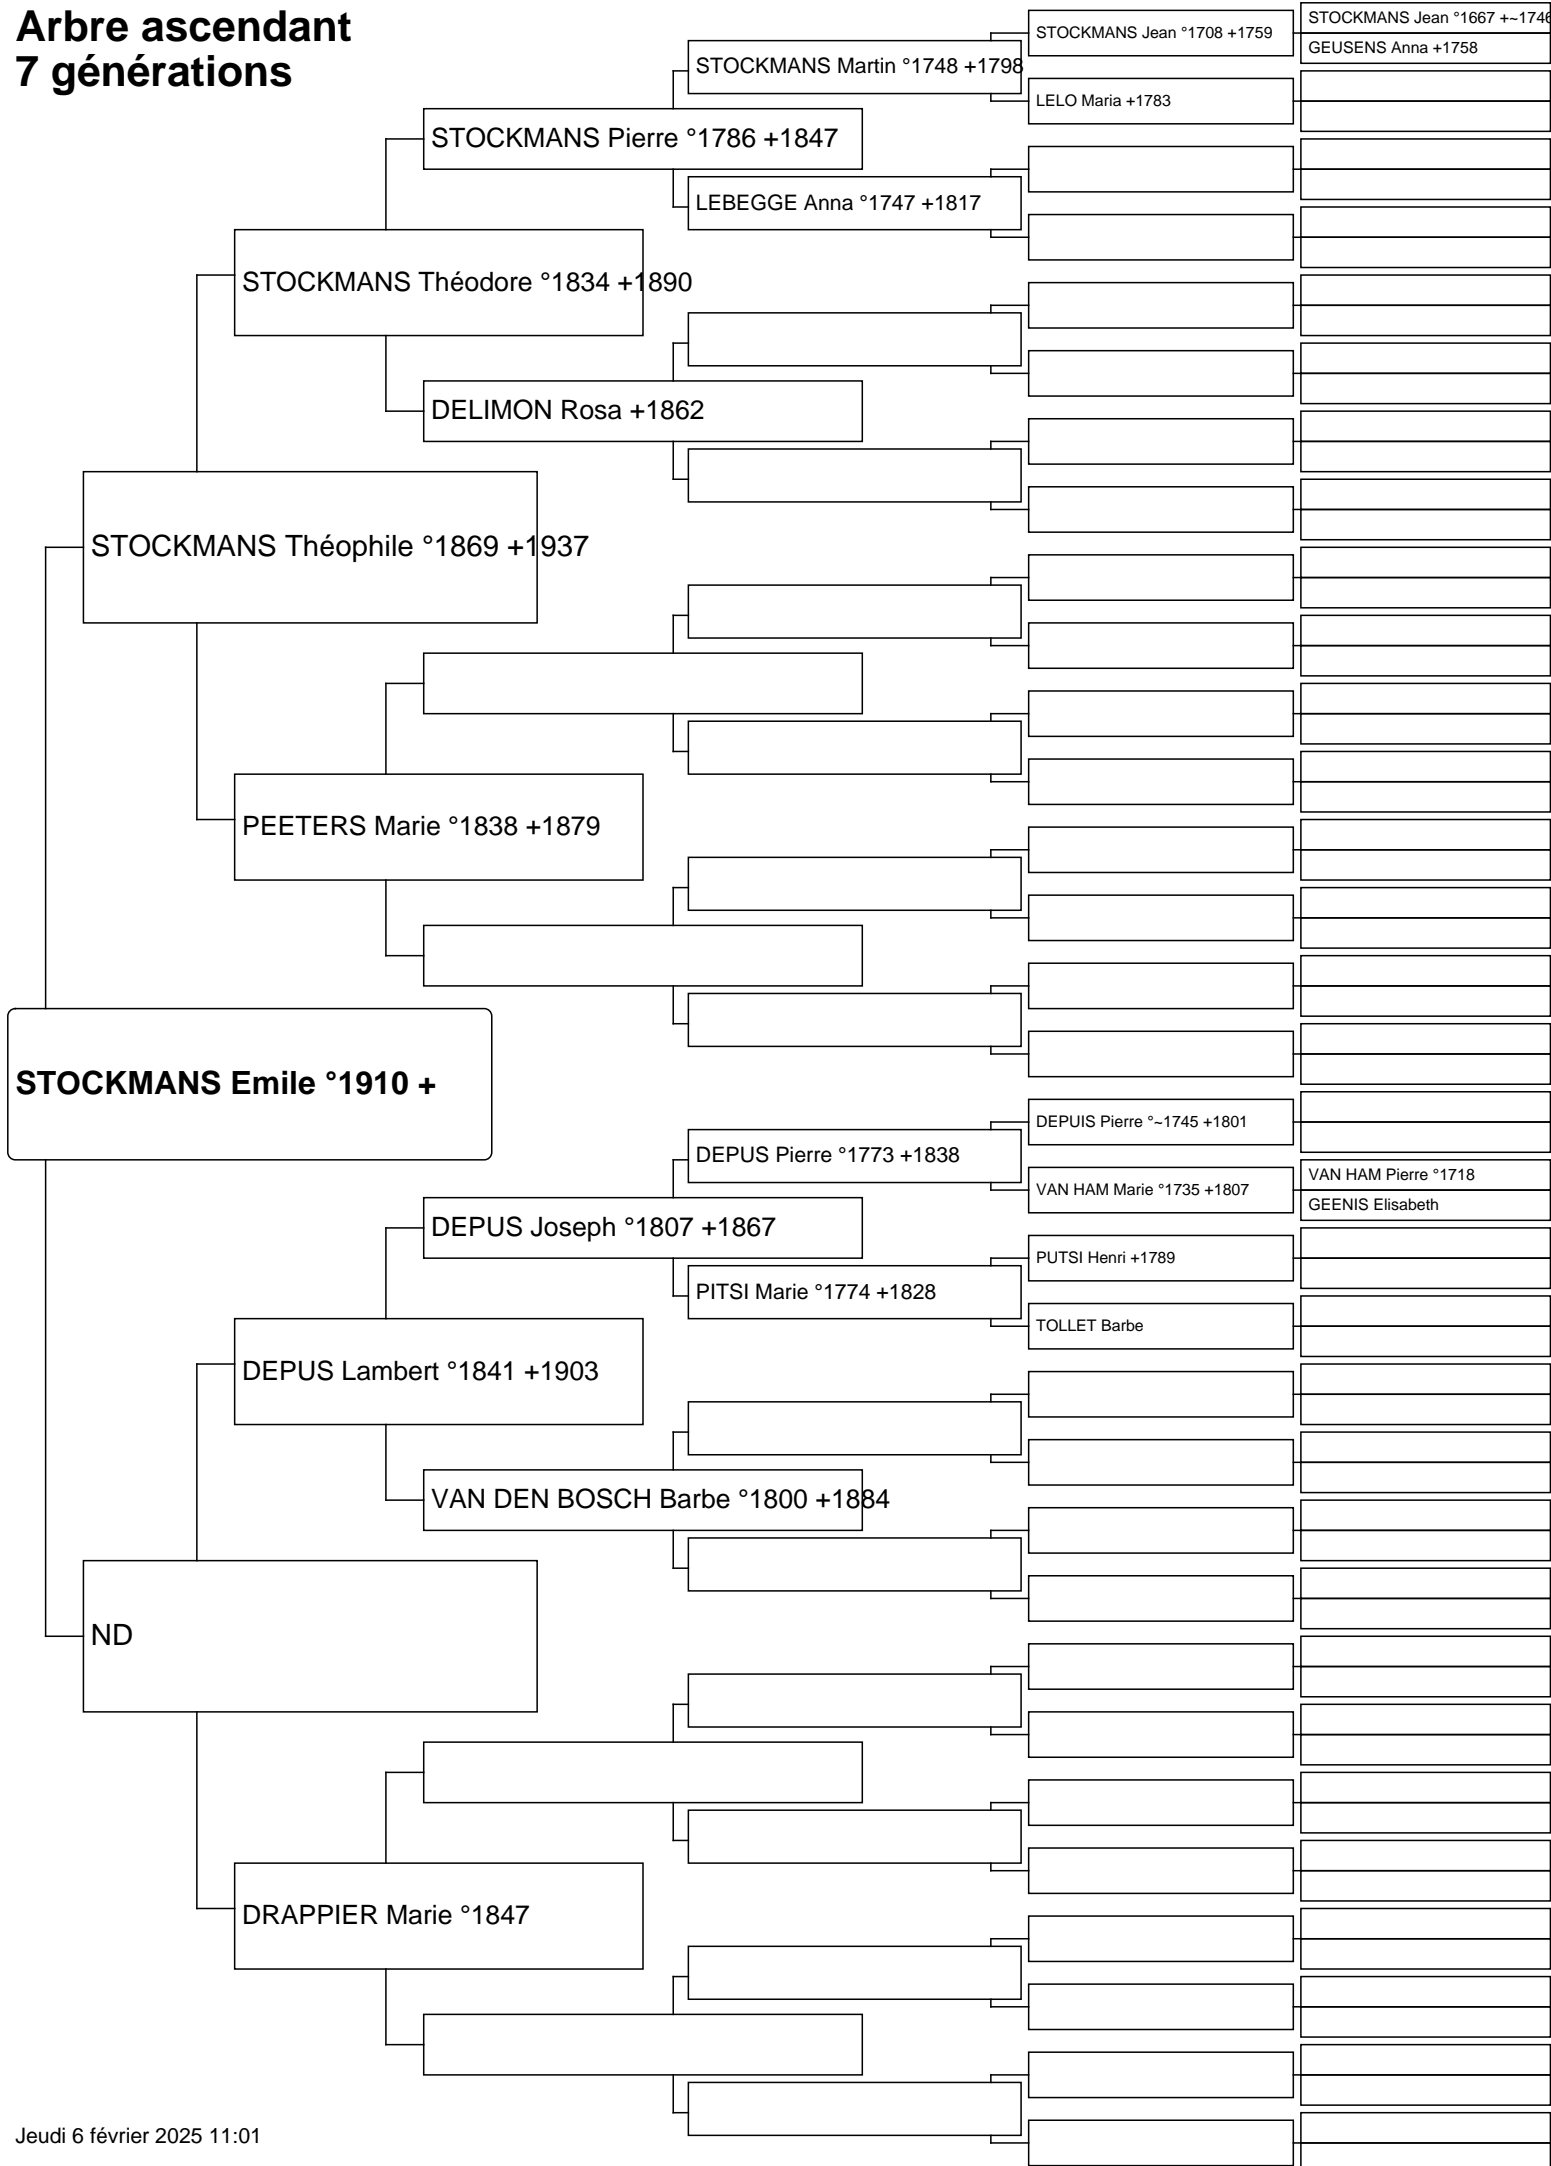 Arbre ascendant
7 générations
STOCKMANS Jean °1667 +~1746
GEUSENS Anna +1758
STOCKMANS Jean °1708 +1759
STOCKMANS Martin °1748 +1798
LELO Maria +1783
STOCKMANS Pierre °1786 +1847
LEBEGGE Anna °1747 +1817
STOCKMANS Théodore °1834 +1890
DELIMON Rosa +1862
STOCKMANS Théophile °1869 +1937
PEETERS Marie °1838 +1879
STOCKMANS Emile °1910 +
DEPUIS Pierre °~1745 +1801
DEPUS Pierre °1773 +1838
VAN HAM Pierre °1718
VAN HAM Marie °1735 +1807
GEENIS Elisabeth
DEPUS Joseph °1807 +1867
PUTSI Henri +1789
PITSI Marie °1774 +1828
TOLLET Barbe
DEPUS Lambert °1841 +1903
VAN DEN BOSCH Barbe °1800 +1884
ND
DRAPPIER Marie °1847
Jeudi 6 février 2025 11:01